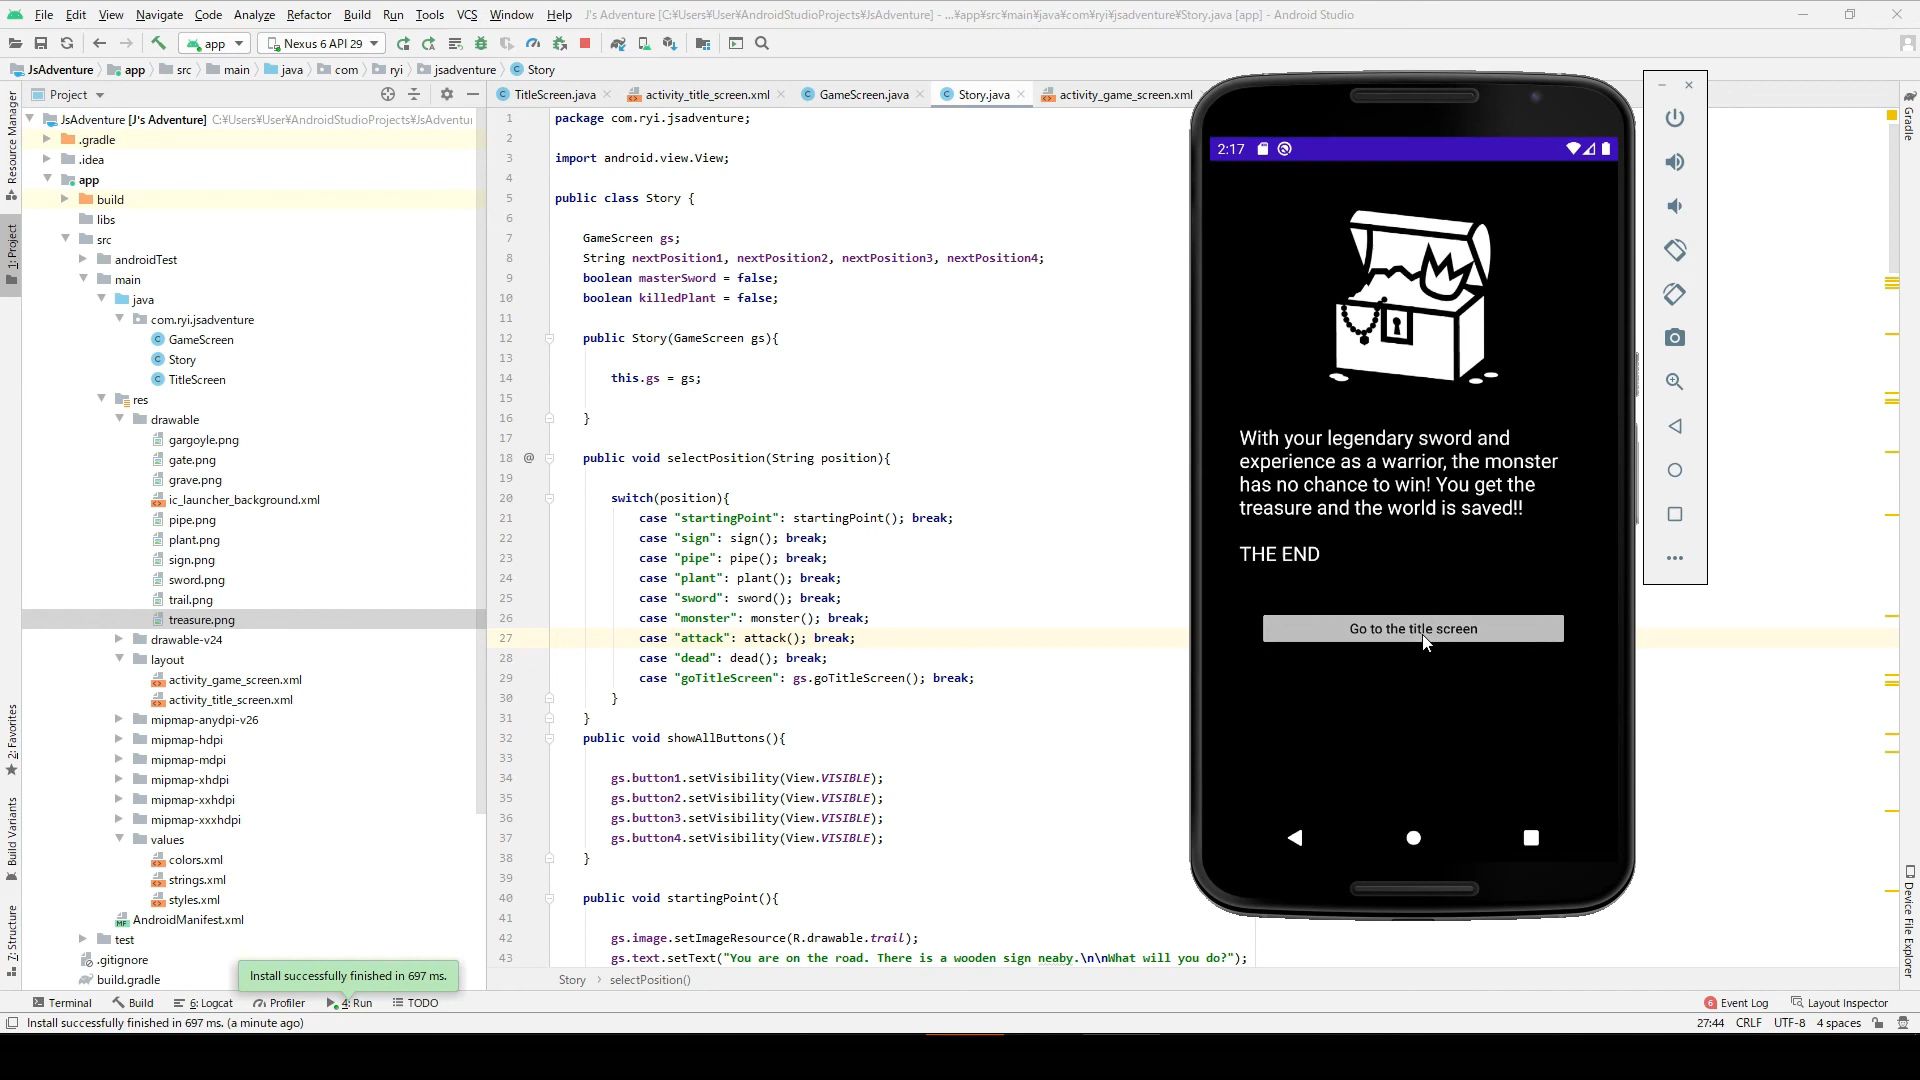 File Edit View Navigate Code Analyze Refactor Build Run Tools VCS Window Help J's Adventure [C:¥Users¥User¥AndroidStudioProjects¥JsAdventure] - ...¥app¥src¥main¥java¥com¥ryi¥jsadventure¥Story.java [app] - Android Studio
app Nexus 6 API 29
JsAdventure app src main java com ryi jsadventure Story
Project
TitleScreen.java activity_title_screen.xml GameScreen.java Story.java activity_game_screen.xml
Resource Manager
1: Project
2: Favorites
Build Variants
7: Structure
JsAdventure [J's Adventure] C:¥Users¥User¥AndroidStudioProjects¥JsAdventur
.gradle
.idea
app
build
libs
src
androidTest
main
java
com.ryi.jsadventure
GameScreen
Story
TitleScreen
res
drawable
gargoyle.png
gate.png
grave.png
ic_launcher_background.xml
pipe.png
plant.png
sign.png
sword.png
trail.png
treasure.png
drawable-v24
layout
activity_game_screen.xml
activity_title_screen.xml
mipmap-anydpi-v26
mipmap-hdpi
mipmap-mdpi
mipmap-xhdpi
mipmap-xxhdpi
mipmap-xxxhdpi
values
colors.xml
strings.xml
styles.xml
AndroidManifest.xml
test
.gitignore
build.gradle
1 package com.ryi.jsadventure;
2
3 import android.view.View;
4
5 public class Story {
6
7 GameScreen gs;
8 String nextPosition1, nextPosition2, nextPosition3, nextPosition4;
9 boolean masterSword = false;
10 boolean killedPlant = false;
11
12 public Story(GameScreen gs){
13
14 this.gs = gs;
15
16 }
17
18 @ public void selectPosition(String position){
19
20 switch(position){
21 case "startingPoint": startingPoint(); break;
22 case "sign": sign(); break;
23 case "pipe": pipe(); break;
24 case "plant": plant(); break;
25 case "sword": sword(); break;
26 case "monster": monster(); break;
27 case "attack": attack(); break;
28 case "dead": dead(); break;
29 case "goTitleScreen": gs.goTitleScreen(); break;
30 }
31 }
32 public void showAllButtons(){
33
34 gs.button1.setVisibility(View.VISIBLE);
35 gs.button2.setVisibility(View.VISIBLE);
36 gs.button3.setVisibility(View.VISIBLE);
37 gs.button4.setVisibility(View.VISIBLE);
38 }
39
40 public void startingPoint(){
41
42 gs.image.setImageResource(R.drawable.trail);
43 gs.text.setText("You are on the road. There is a wooden sign neaby.\n\nWhat will you do?");
Story selectPosition()
2:17
With your legendary sword and
experience as a warrior, the monster
has no chance to win! You get the
treasure and the world is saved!!
THE END
Go to the title screen
Gradle
Device File Explorer
Install successfully finished in 697 ms.
Terminal Build 6: Logcat Profiler 4: Run TODO 6 Event Log Layout Inspector
Install successfully finished in 697 ms. (a minute ago) 27:44 CRLF UTF-8 4 spaces